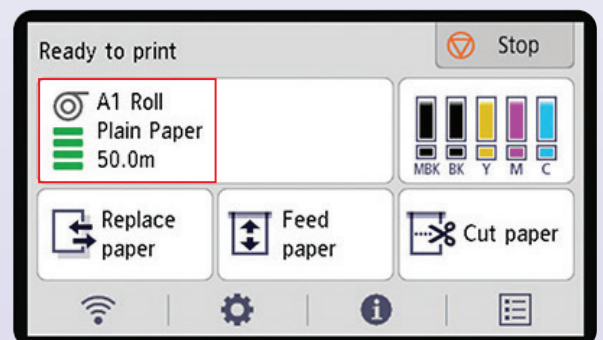 Ready to print
Stop
A1 Roll
Plain Paper
50.0m
MBK BK Y M C
Replace
paper
Feed
paper
Cut paper